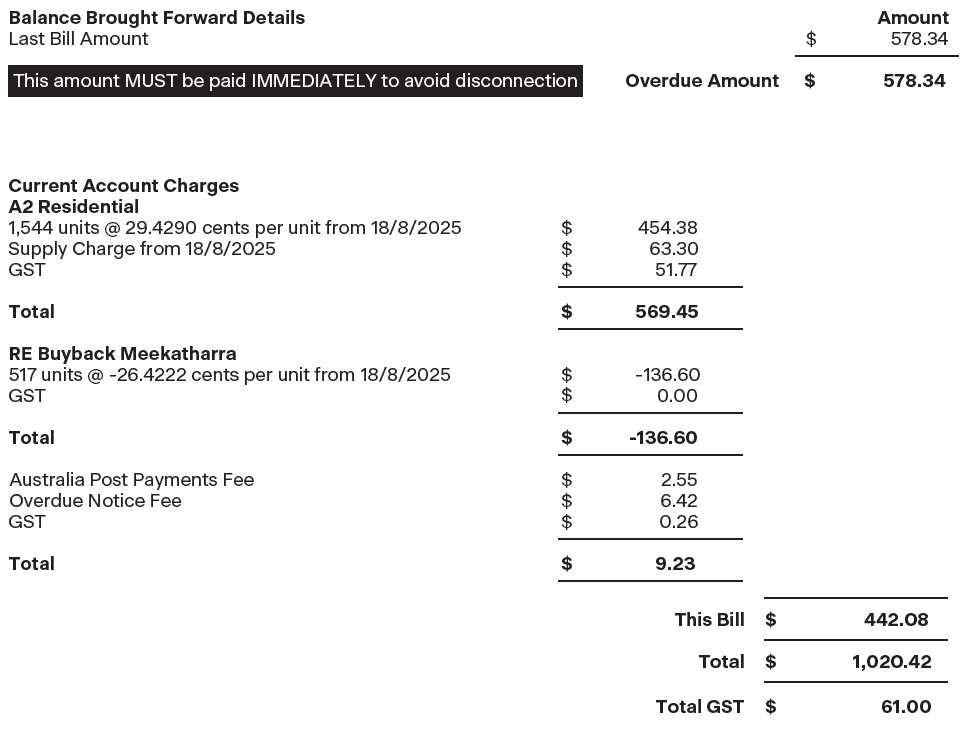 Balance Brought Forward Details Amount
Last Bill Amount $ 578.34
This amount MUST be paid IMMEDIATELY to avoid disconnection Overdue Amount $ 578.34
Current Account Charges
A2 Residential
1,544 units @ 29.4290 cents per unit from 18/8/2025 $ 454.38
Supply Charge from 18/8/2025 $ 63.30
GST $ 51.77
Total $ 569.45
RE Buyback Meekatharra
517 units @ -26.4222 cents per unit from 18/8/2025 $ -136.60
GST $ 0.00
Total $ -136.60
Australia Post Payments Fee $ 2.55
Overdue Notice Fee $ 6.42
GST $ 0.26
Total $ 9.23
This Bill $ 442.08
Total $ 1,020.42
Total GST $ 61.00